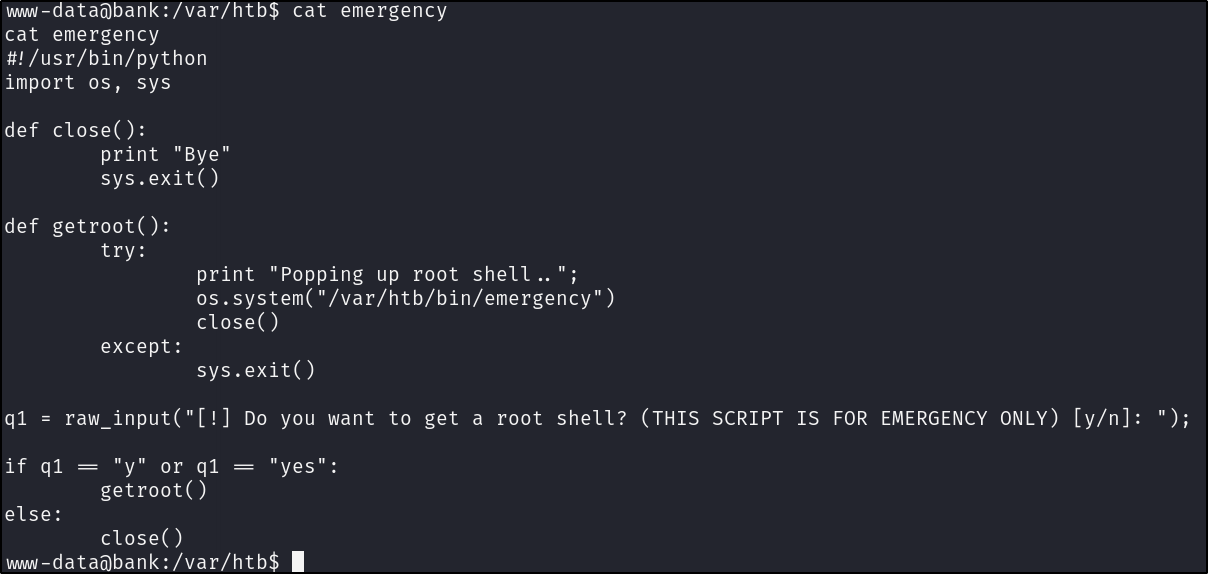 www-data@bank:/var/htb$ cat emergency
cat emergency
#!/usr/bin/python
import os, sys

def close():
        print "Bye"
        sys.exit()

def getroot():
        try:
                print "Popping up root shell..";
                os.system("/var/htb/bin/emergency")
                close()
        except:
                sys.exit()

q1 = raw_input("[!] Do you want to get a root shell? (THIS SCRIPT IS FOR EMERGENCY ONLY) [y/n]: ");

if q1 == "y" or q1 == "yes":
        getroot()
else:
        close()
www-data@bank:/var/htb$